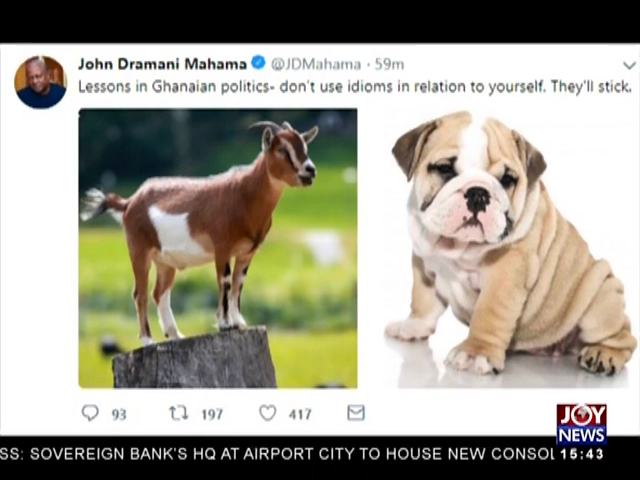 John Dramani Mahama @JDMahama · 59m
Lessons in Ghanaian politics- don't use idioms in relation to yourself. They'll stick.
93 197 417
JOY
NEWS
SS: SOVEREIGN BANK'S HQ AT AIRPORT CITY TO HOUSE NEW CONSOL 15:43